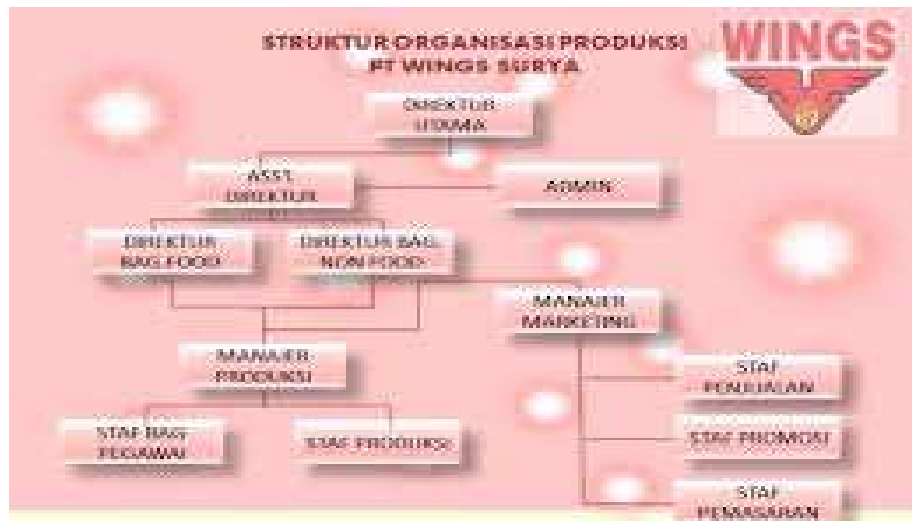 STRUKTUR ORGANISASI PRODUKSI
PT WINGS SURYA
WINGS
DIREKTUR
UTAMA
ASST.
DIREKTUR
ADMIN
DIREKTUR
BAG FOOD
DIREKTUR BAG.
NON FOOD
MANAJER
MARKETING
MANAJER
PRODUKSI
STAF
PENJUALAN
STAF BAG
PEGAWAI
STAF PRODUKSI
STAF PROMOSI
STAF
PEMASARAN